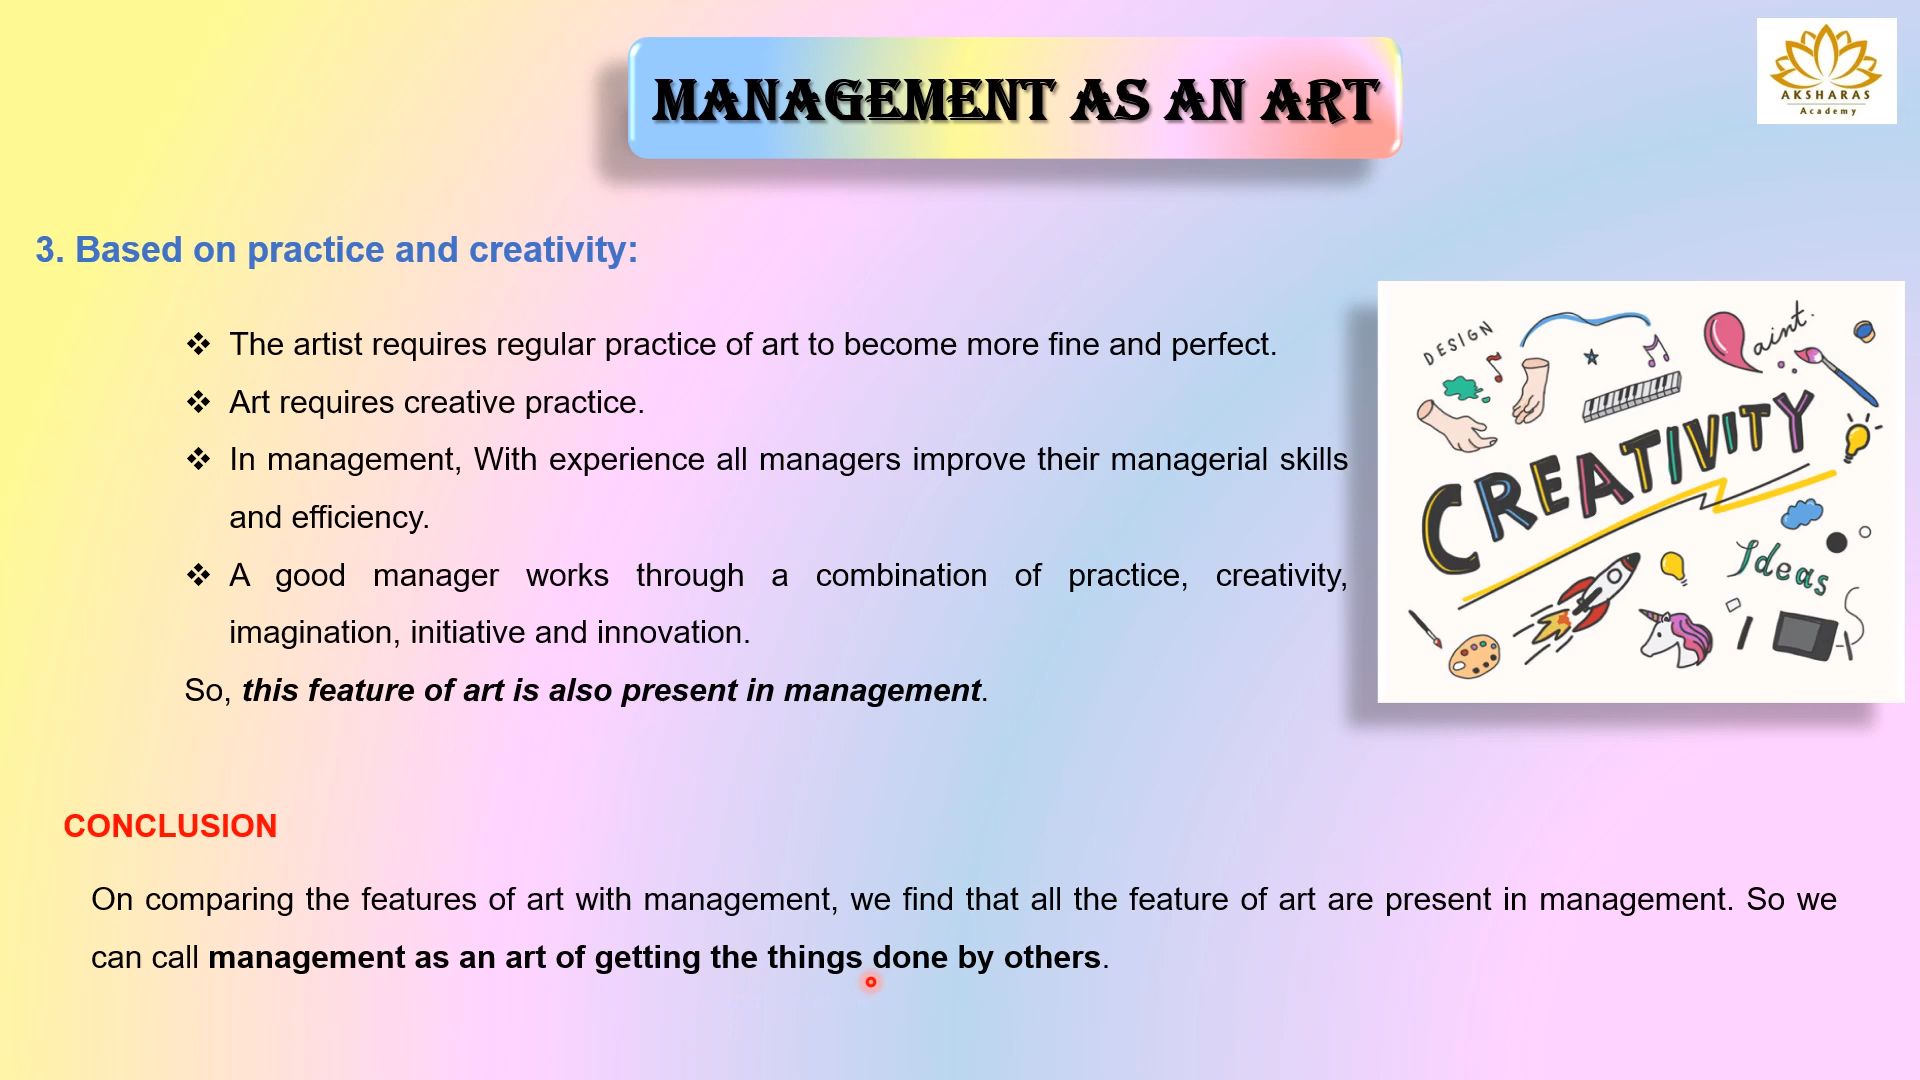 MANAGEMENT AS AN ART
AKSHARAS
Academy
3. Based on practice and creativity:
❖ The artist requires regular practice of art to become more fine and perfect.
❖ Art requires creative practice.
❖ In management, With experience all managers improve their managerial skills
and efficiency.
❖ A good manager works through a combination of practice, creativity,
imagination, initiative and innovation.
So, this feature of art is also present in management.
DESIGN
Paint.
CREATIVITY
Ideas
CONCLUSION
On comparing the features of art with management, we find that all the feature of art are present in management. So we
can call management as an art of getting the things done by others.